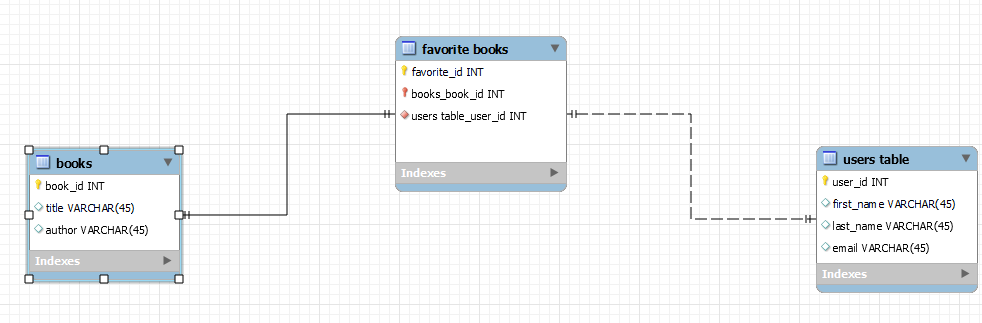 favorite books
favorite_id INT
books_book_id INT
users table_user_id INT
Indexes
books
book_id INT
title VARCHAR(45)
author VARCHAR(45)
Indexes
users table
user_id INT
first_name VARCHAR(45)
last_name VARCHAR(45)
email VARCHAR(45)
Indexes